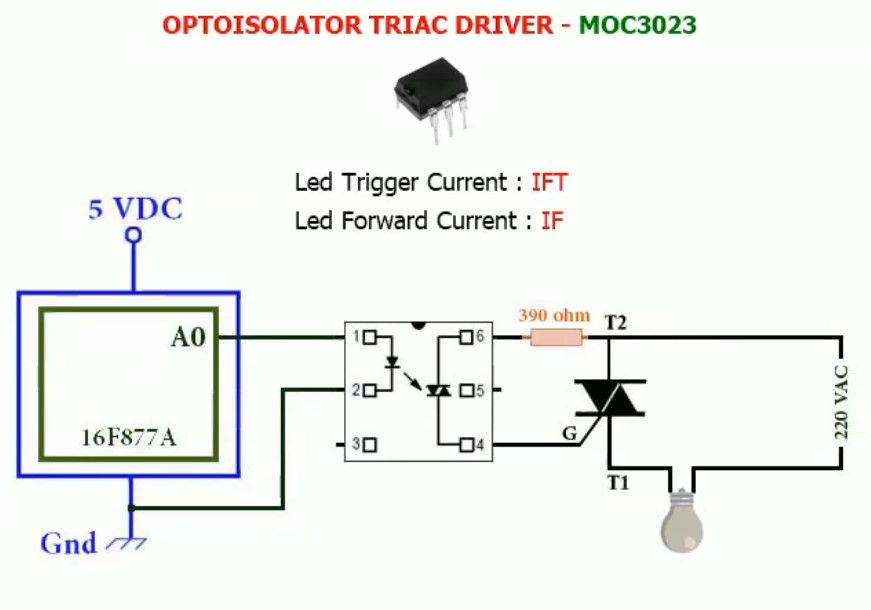 OPTOISOLATOR TRIAC DRIVER - MOC3023
Led Trigger Current : IFT
Led Forward Current : IF
5 VDC
A0
16F877A
Gnd
1
2
3
6
5
4
390 ohm
T2
G
T1
220 VAC